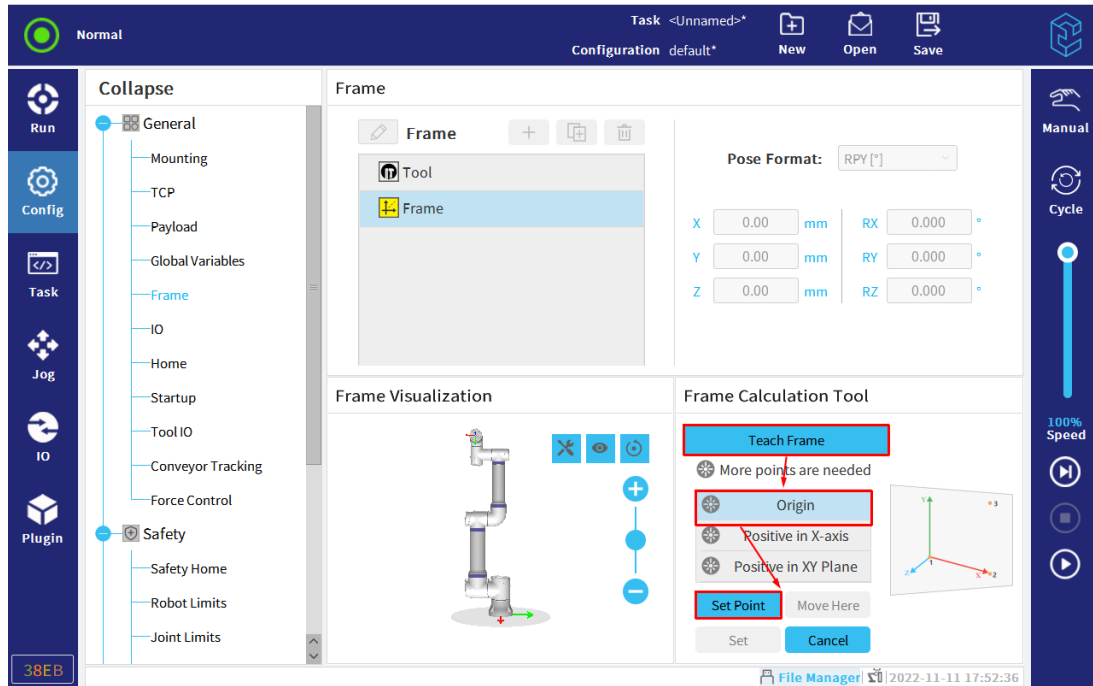 Normal
Task <Unnamed>*
Configuration default*
New
Open
Save
Run
Config
Task
Jog
IO
Plugin
38EB
Collapse
General
Mounting
TCP
Payload
Global Variables
Frame
IO
Home
Startup
Tool IO
Conveyor Tracking
Force Control
Safety
Safety Home
Robot Limits
Joint Limits
Frame
Frame
Tool
Frame
Pose Format: RPY [°]
X 0.00 mm RX 0.000 °
Y 0.00 mm RY 0.000 °
Z 0.00 mm RZ 0.000 °
Frame Visualization
Frame Calculation Tool
Teach Frame
More points are needed
Origin
Positive in X-axis
Positive in XY Plane
Set Point Move Here
Set Cancel
Y 3
1
Z X 2
File Manager 2022-11-11 17:52:36
Manual
Cycle
100%
Speed